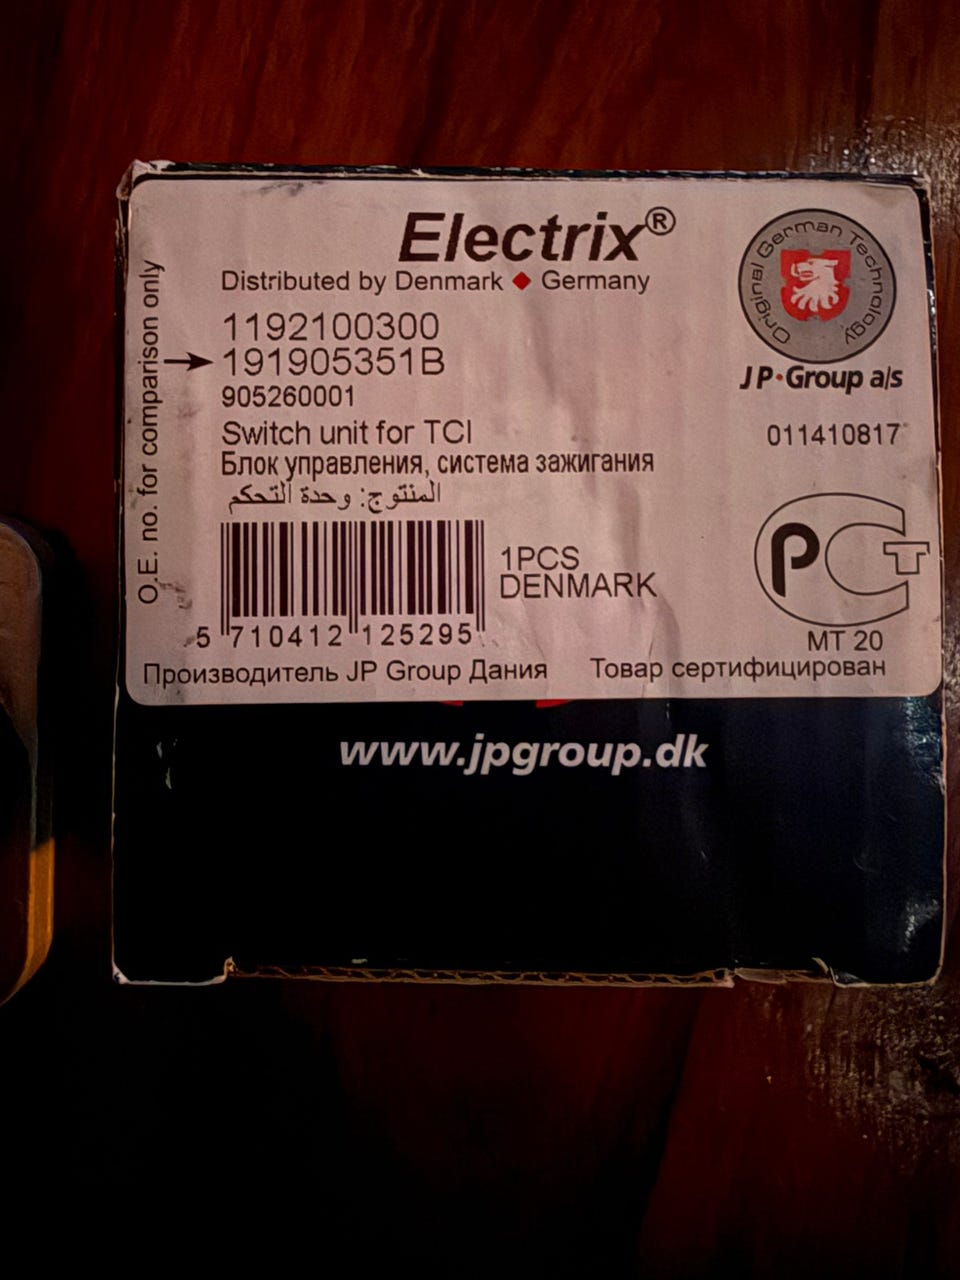 Electrix®
Distributed by Denmark ♦ Germany
O.E. no. for comparison only
1192100300
191905351B
905260001
Switch unit for TCI
Блок управления, система зажигания
المنتوج: وحدة التحكم
5 710412 125295
1PCS
DENMARK
Original German Technology
JP•Group a/s
011410817
РСТ
MT 20
Производитель JP Group Дания Товар сертифицирован
www.jpgroup.dk